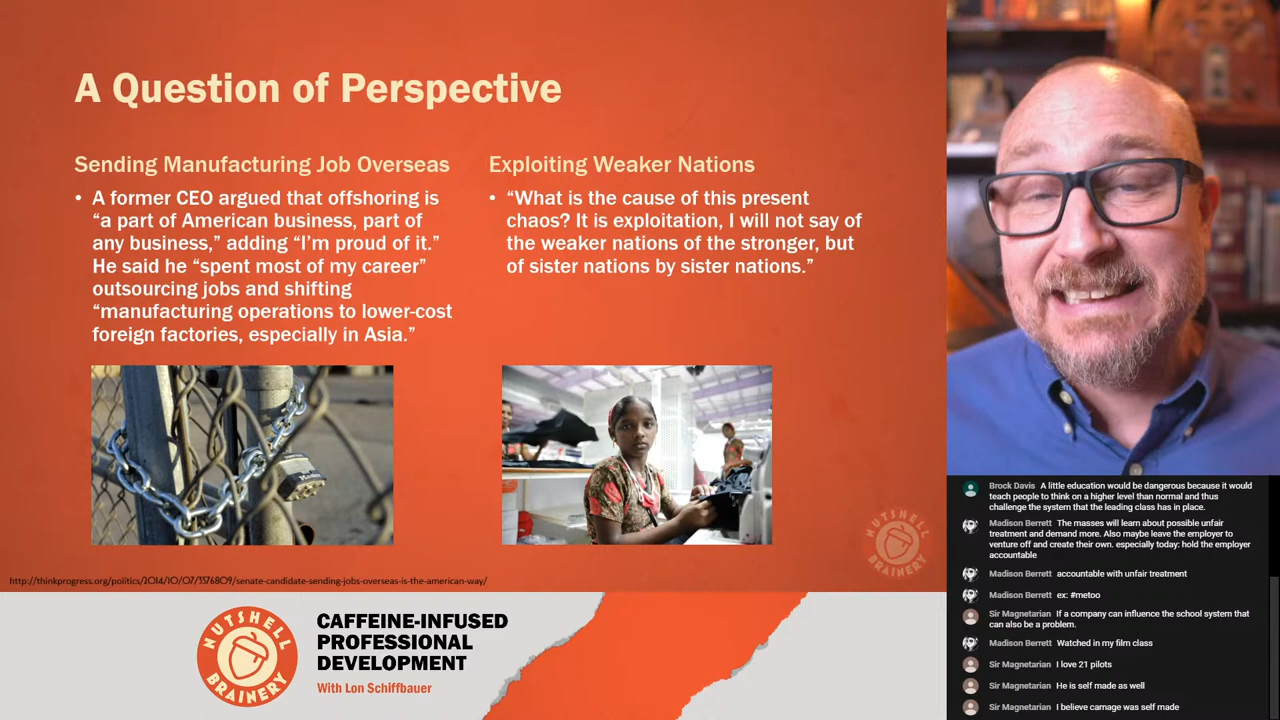 A Question of Perspective
Sending Manufacturing Job Overseas
• A former CEO argued that offshoring is
“a part of American business, part of
any business,” adding “I’m proud of it.”
He said he “spent most of my career”
outsourcing jobs and shifting
“manufacturing operations to lower-cost
foreign factories, especially in Asia.”
Exploiting Weaker Nations
• “What is the cause of this present
chaos? It is exploitation, I will not say of
the weaker nations of the stronger, but
of sister nations by sister nations.”
NUTSHELL
BRAINERY
http://thinkprogress.org/politics/2014/10/07/3576809/senate-candidate-sending-jobs-overseas-is-the-american-way/
NUTSHELL
BRAINERY
CAFFEINE-INFUSED
PROFESSIONAL
DEVELOPMENT
With Lon Schiffbauer
Brock Davis A little education would be dangerous because it would
teach people to think on a higher level than normal and thus
challenge the system that the leading class has in place.
Madison Berrett The masses will learn about possible unfair
treatment and demand more. Also maybe leave the employer to
venture off and create their own. especially today: hold the employer
accountable
Madison Berrett accountable with unfair treatment
Madison Berrett ex: #metoo
Sir Magnetarian If a company can influence the school system that
can also be a problem.
Madison Berrett Watched in my film class
Sir Magnetarian I love 21 pilots
Sir Magnetarian He is self made as well
Sir Magnetarian I believe carnage was self made